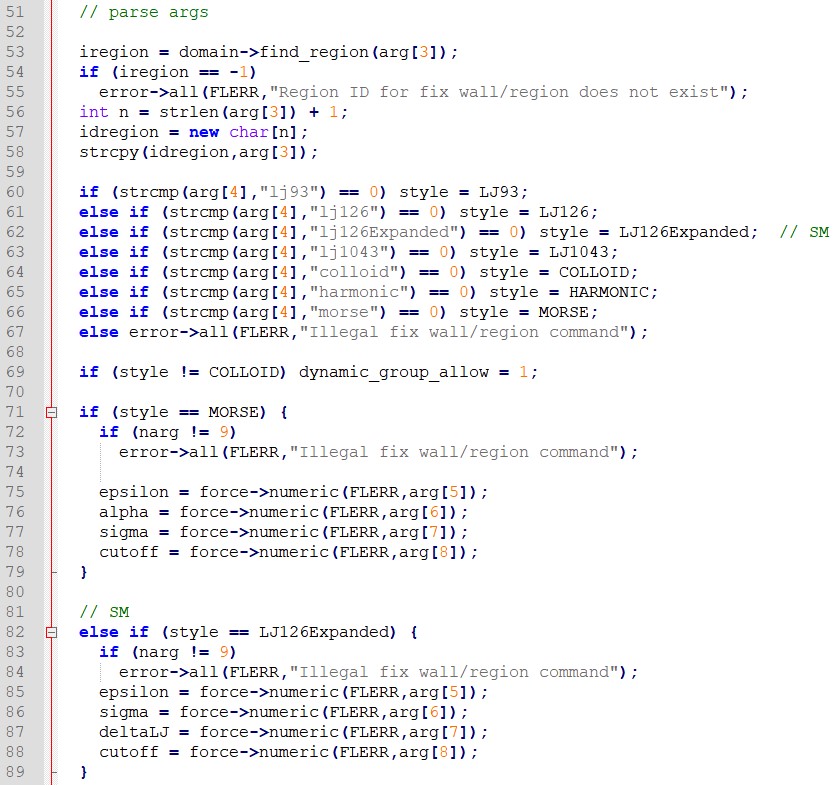 51 // parse args
52
53 iregion = domain->find_region(arg[3]);
54 if (iregion == -1)
55   error->all(FLERR,"Region ID for fix wall/region does not exist");
56 int n = strlen(arg[3]) + 1;
57 idregion = new char[n];
58 strcpy(idregion,arg[3]);
59
60 if (strcmp(arg[4],"lj93") == 0) style = LJ93;
61 else if (strcmp(arg[4],"lj126") == 0) style = LJ126;
62 else if (strcmp(arg[4],"lj126Expanded") == 0) style = LJ126Expanded;  // SM
63 else if (strcmp(arg[4],"lj1043") == 0) style = LJ1043;
64 else if (strcmp(arg[4],"colloid") == 0) style = COLLOID;
65 else if (strcmp(arg[4],"harmonic") == 0) style = HARMONIC;
66 else if (strcmp(arg[4],"morse") == 0) style = MORSE;
67 else error->all(FLERR,"Illegal fix wall/region command");
68
69 if (style != COLLOID) dynamic_group_allow = 1;
70
71 if (style == MORSE) {
72   if (narg != 9)
73     error->all(FLERR,"Illegal fix wall/region command");
74
75   epsilon = force->numeric(FLERR,arg[5]);
76   alpha = force->numeric(FLERR,arg[6]);
77   sigma = force->numeric(FLERR,arg[7]);
78   cutoff = force->numeric(FLERR,arg[8]);
79 }
80
81 // SM
82 else if (style == LJ126Expanded) {
83   if (narg != 9)
84     error->all(FLERR,"Illegal fix wall/region command");
85   epsilon = force->numeric(FLERR,arg[5]);
86   sigma = force->numeric(FLERR,arg[6]);
87   deltaLJ = force->numeric(FLERR,arg[7]);
88   cutoff = force->numeric(FLERR,arg[8]);
89 }